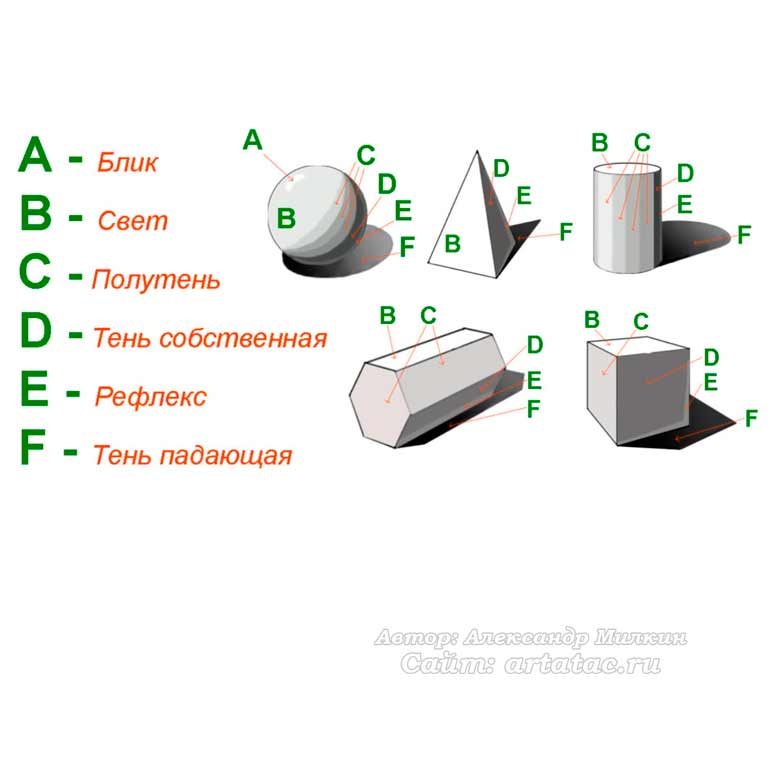 A - Блик
B - Свет
C - Полутень
D - Тень собственная
E - Рефлекс
F - Тень падающая
A
B
C
D
E
F
B
D
E
F
B
C
D
E
F
B
C
D
E
F
B
C
D
E
F
Автор: Александр Милкин
Сайт: artatac.ru